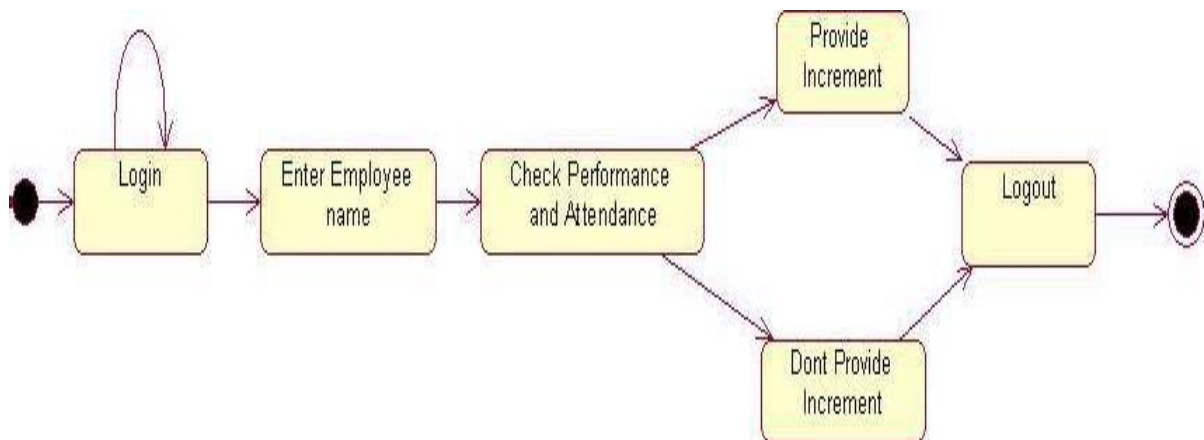 Login
Enter Employee
name
Check Performance
and Attendance
Provide
Increment
Dont Provide
Increment
Logout